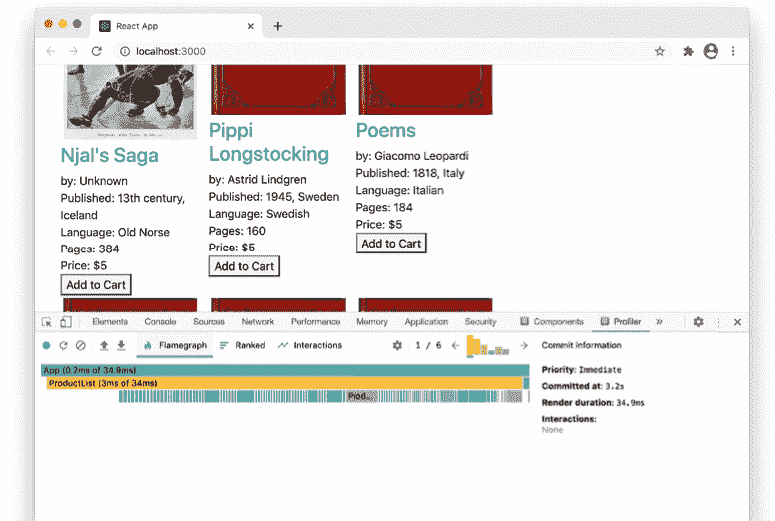 React App
localhost:3000
Njal's Saga
by: Unknown
Published: 13th century,
Iceland
Language: Old Norse
Pages: 384
Price: $5
Add to Cart
Pippi
Longstocking
by: Astrid Lindgren
Published: 1945, Sweden
Language: Swedish
Pages: 160
Price: $5
Add to Cart
Poems
by: Giacomo Leopardi
Published: 1818, Italy
Language: Italian
Pages: 184
Price: $5
Add to Cart
Elements Console Sources Network Performance Memory Application Security Components Profiler »
Flamegraph Ranked Interactions 1 / 6 Commit information
App (0.2ms of 34.9ms)
ProductList (3ms of 34ms)
Prod...
Priority: Immediate
Committed at: 3.2s
Render duration: 34.9ms
Interactions:
None